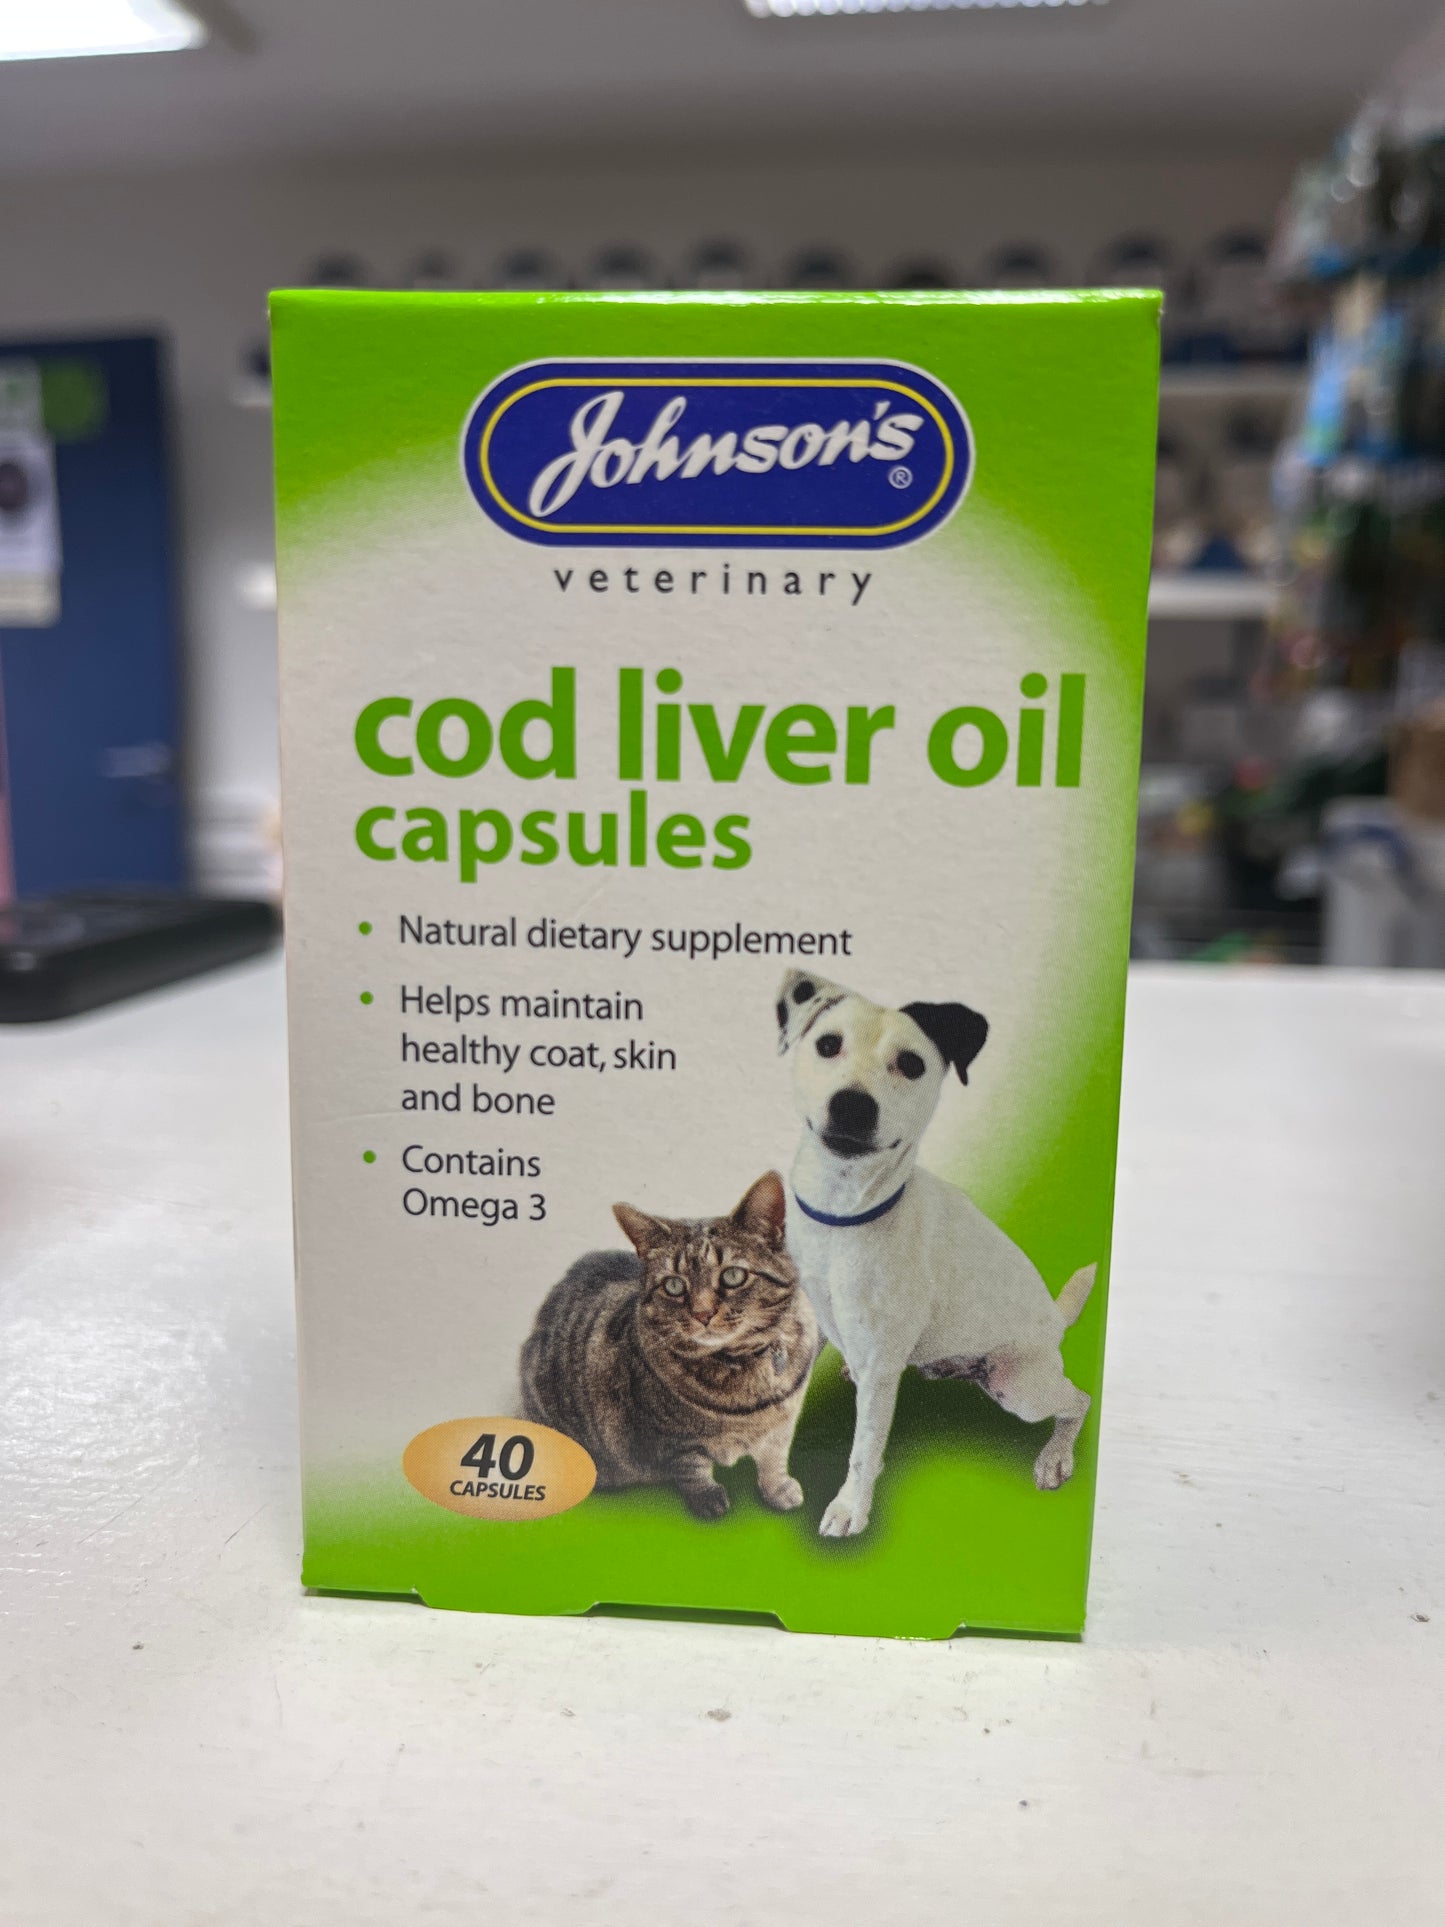 Johnson's ®
veterinary
cod liver oil
capsules
• Natural dietary supplement
• Helps maintain
healthy coat, skin
and bone
• Contains
Omega 3
40
CAPSULES